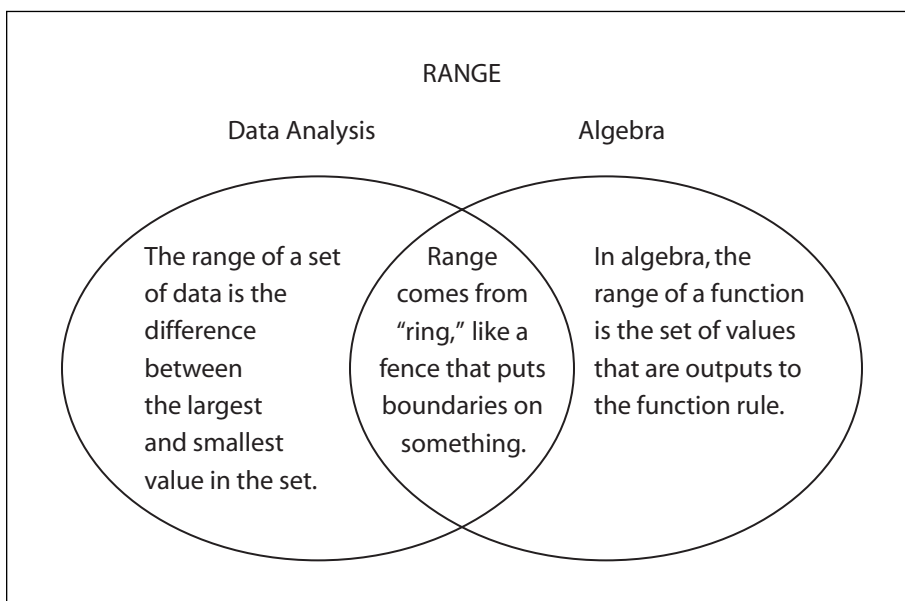 RANGE
Data Analysis
Algebra
The range of a set
of data is the
difference
between
the largest
and smallest
value in the set.
Range
comes from
“ring,” like a
fence that puts
boundaries on
something.
In algebra, the
range of a function
is the set of values
that are outputs to
the function rule.